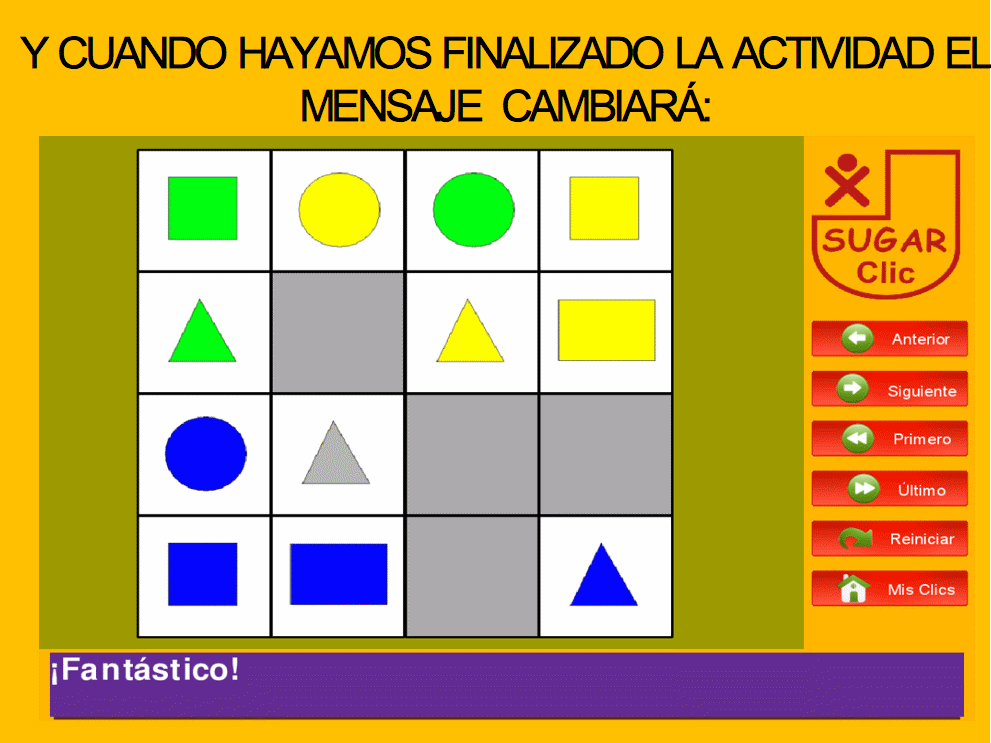 Y CUANDO HAYAMOS FINALIZADO LA ACTIVIDAD EL
MENSAJE CAMBIARÁ:
SUGAR
Clic
Anterior
Siguiente
Primero
Último
Reiniciar
Mis Clics
¡Fantástico!